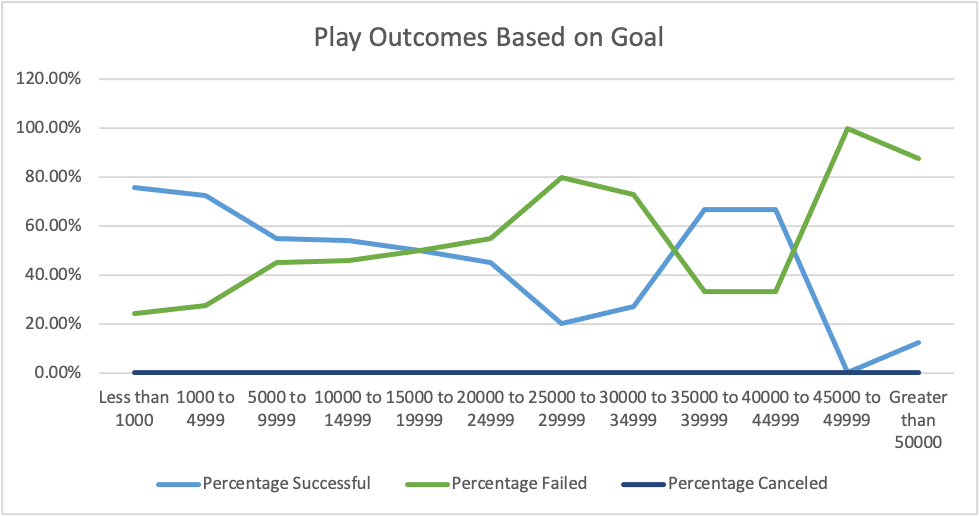 Play Outcomes Based on Goal
120.00%
100.00%
80.00%
60.00%
40.00%
20.00%
0.00%
Less than 1000 to 5000 to 10000 to 15000 to 20000 to 25000 to 30000 to 35000 to 40000 to 45000 to Greater
1000 4999 9999 14999 19999 24999 29999 34999 39999 44999 49999 than
50000
Percentage Successful Percentage Failed Percentage Canceled